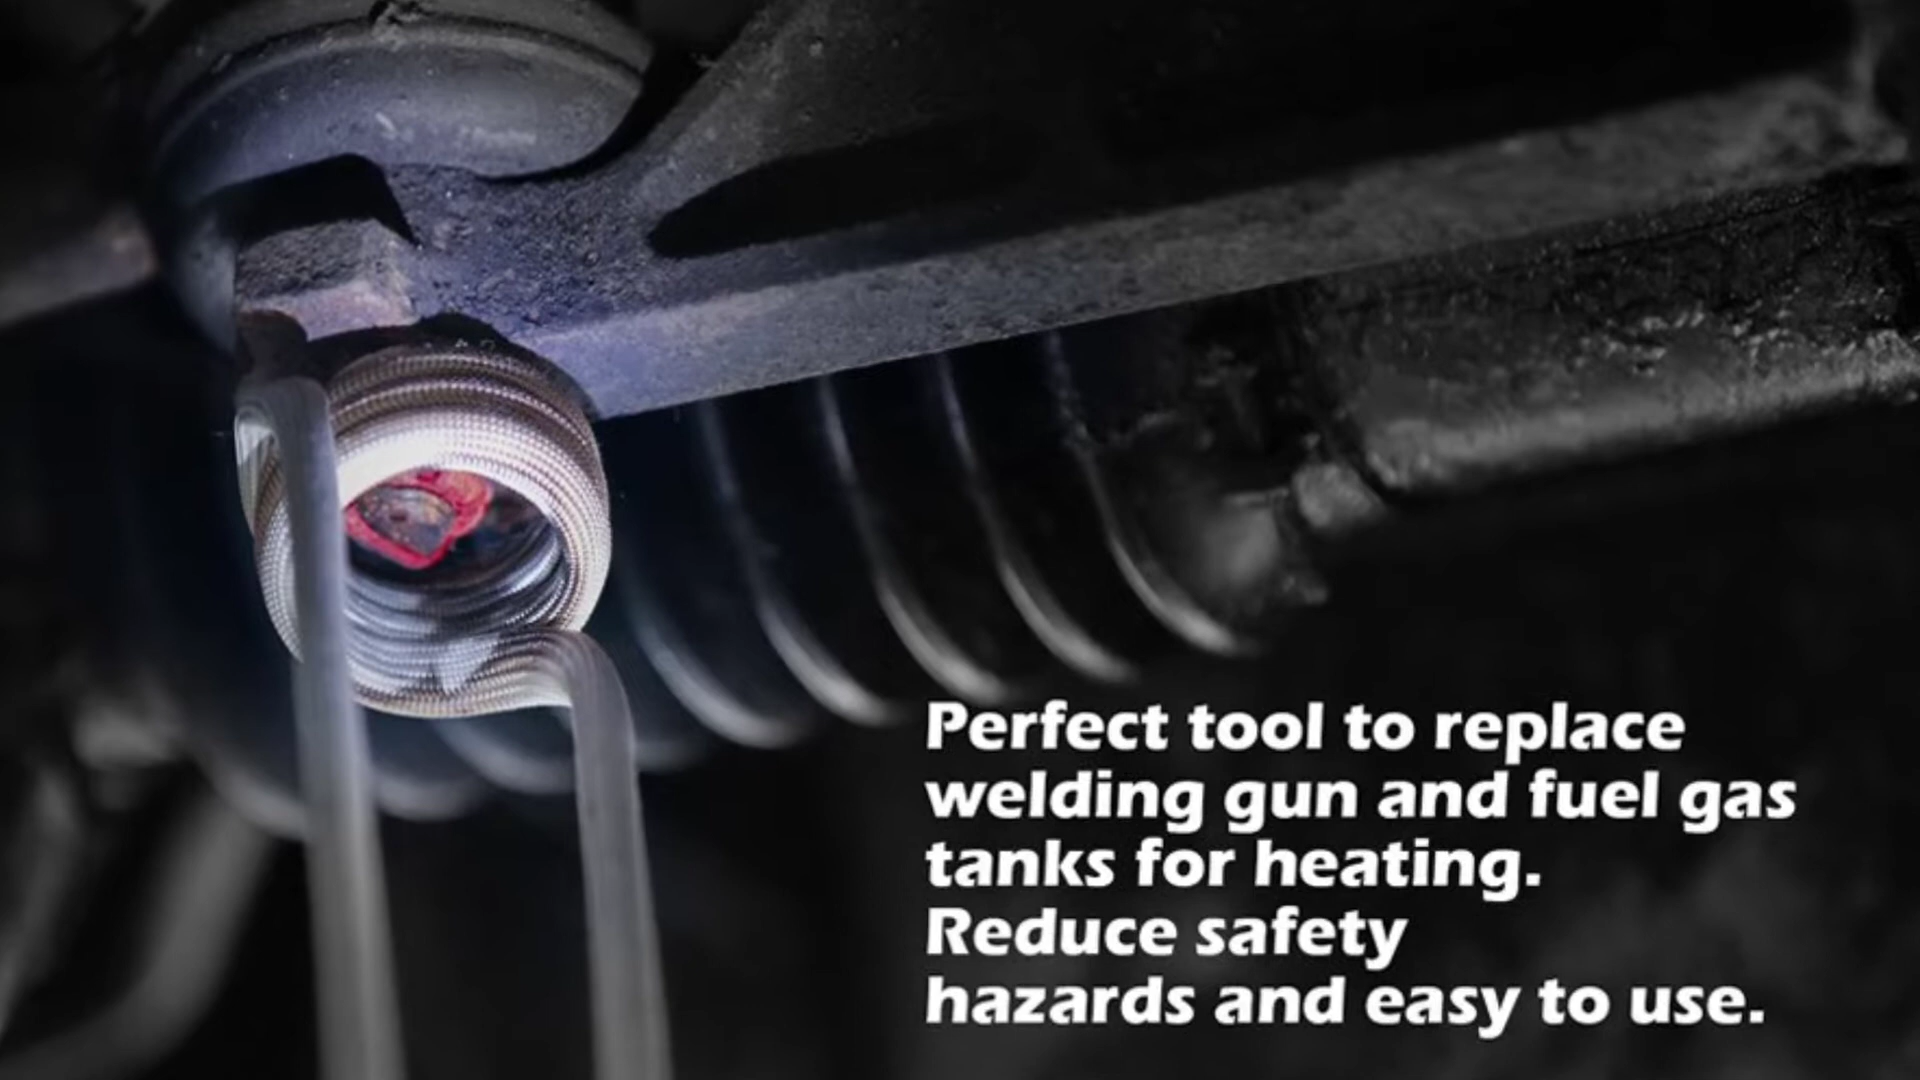 Perfect tool to replace
welding gun and fuel gas
tanks for heating.
Reduce safety
hazards and easy to use.